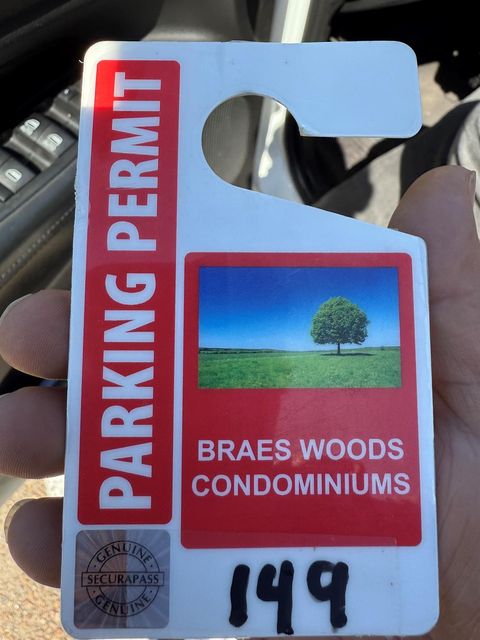 PARKING PERMIT
BRAES WOODS
CONDOMINIUMS
GENUINE
SECURAPASS
GENUINE
149